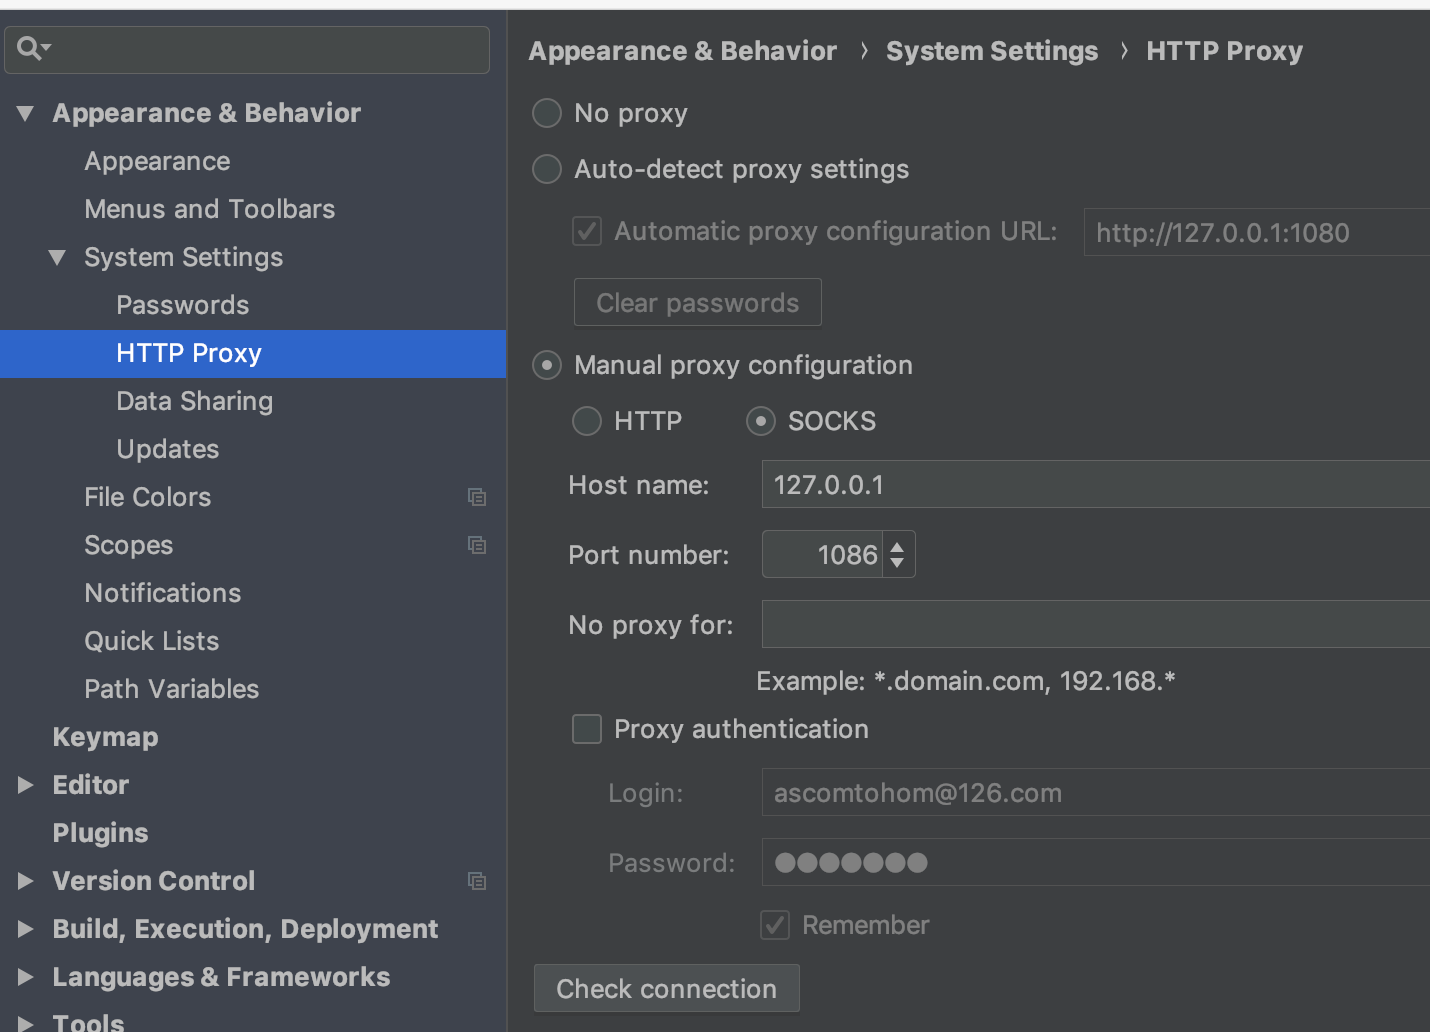 Appearance & Behavior
Appearance
Menus and Toolbars
System Settings
Passwords
HTTP Proxy
Data Sharing
Updates
File Colors
Scopes
Notifications
Quick Lists
Path Variables
Keymap
Editor
Plugins
Version Control
Build, Execution, Deployment
Languages & Frameworks
Tools
Appearance & Behavior › System Settings › HTTP Proxy
No proxy
Auto-detect proxy settings
Automatic proxy configuration URL: http://127.0.0.1:1080
Clear passwords
Manual proxy configuration
HTTP SOCKS
Host name: 127.0.0.1
Port number: 1086
No proxy for:
Example: *.domain.com, 192.168.*
Proxy authentication
Login: ascomtohom@126.com
Password: ●●●●●●●
Remember
Check connection